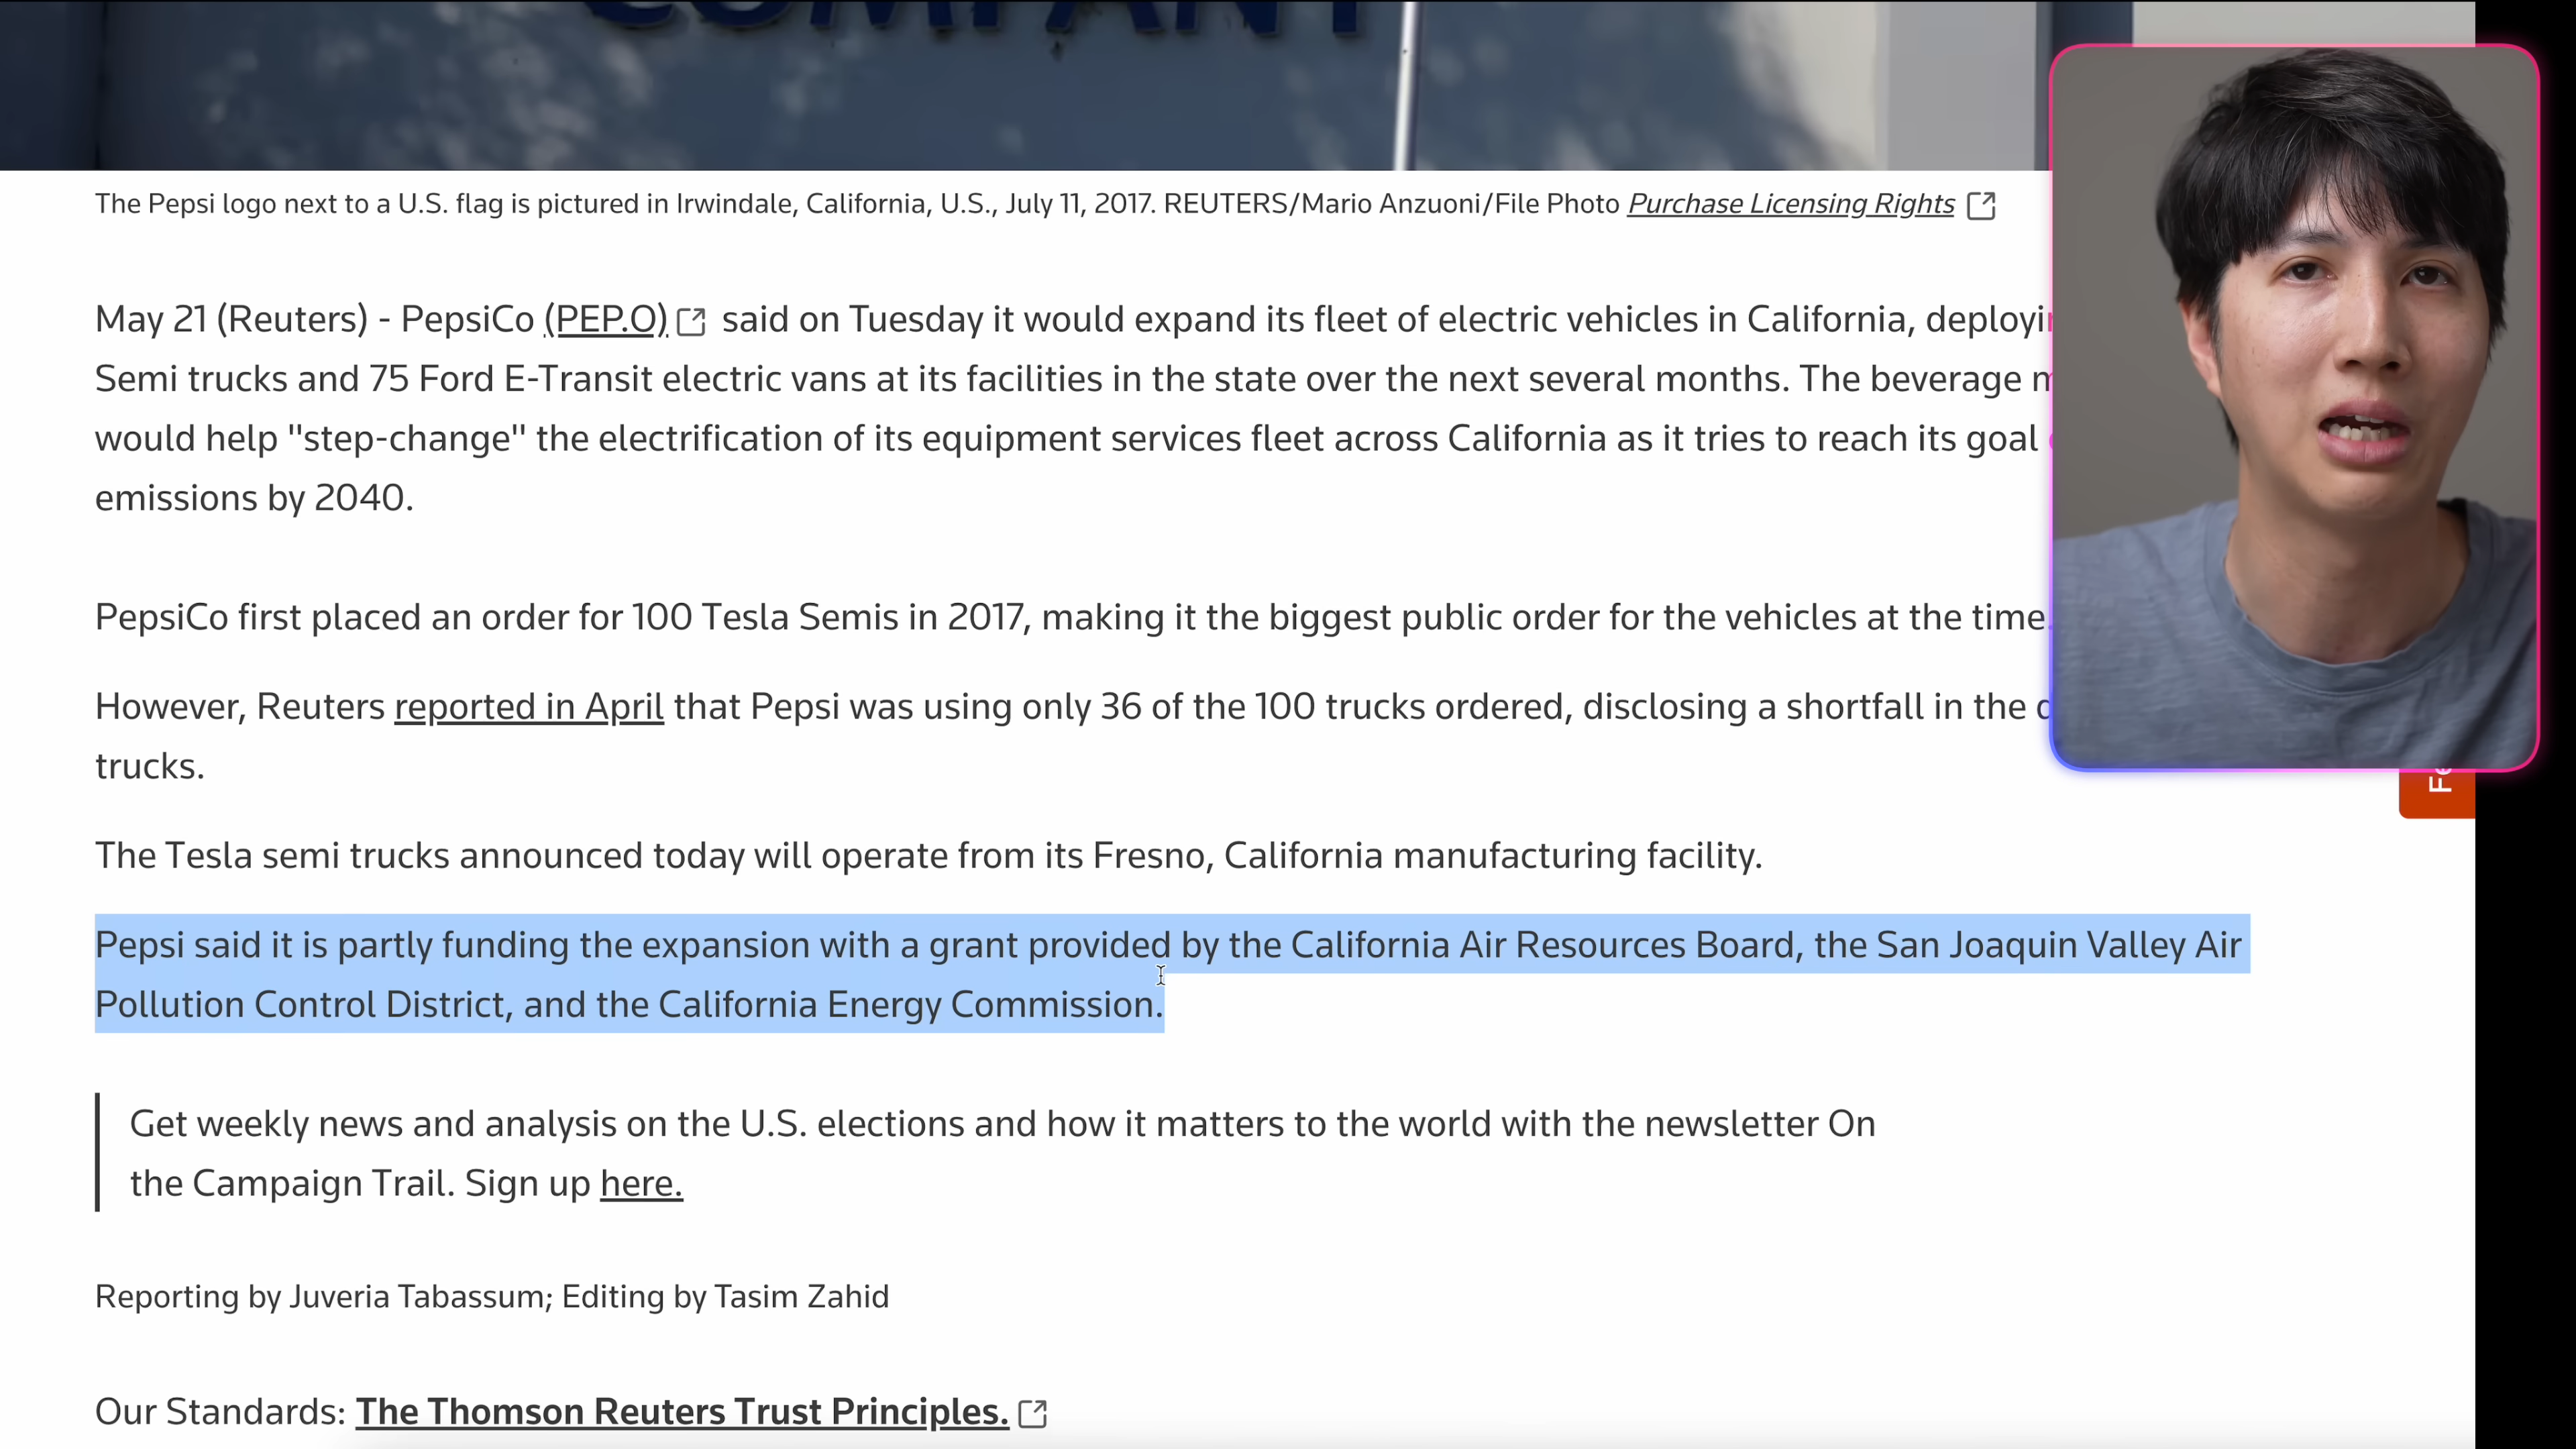 COMPANY
The Pepsi logo next to a U.S. flag is pictured in Irwindale, California, U.S., July 11, 2017. REUTERS/Mario Anzuoni/File Photo Purchase Licensing Rights
May 21 (Reuters) - PepsiCo (PEP.O) said on Tuesday it would expand its fleet of electric vehicles in California,
Semi trucks and 75 Ford E-Transit electric vans at its facilities in the state over the next several months. The beverage
would help "step-change" the electrification of its equipment services fleet across California as it tries to reach its goal
emissions by 2040.
PepsiCo first placed an order for 100 Tesla Semis in 2017, making it the biggest public order for the vehicles at the time.
However, Reuters reported in April that Pepsi was using only 36 of the 100 trucks ordered, disclosing a shortfall in the
trucks.
The Tesla semi trucks announced today will operate from its Fresno, California manufacturing facility.
Pepsi said it is partly funding the expansion with a grant provided by the California Air Resources Board, the San Joaquin Valley Air
Pollution Control District, and the California Energy Commission.
Get weekly news and analysis on the U.S. elections and how it matters to the world with the newsletter On
the Campaign Trail. Sign up here.
Reporting by Juveria Tabassum; Editing by Tasim Zahid
Our Standards: The Thomson Reuters Trust Principles.